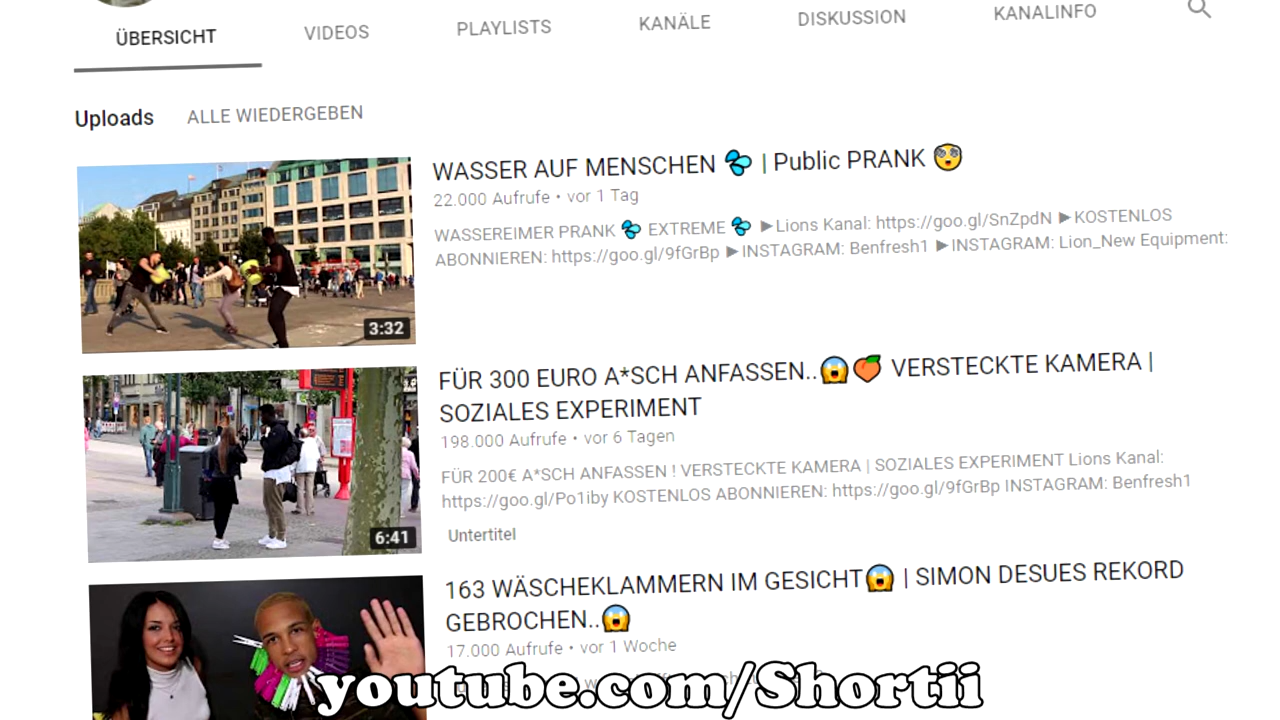 ÜBERSICHT
VIDEOS
PLAYLISTS
KANÄLE
DISKUSSION
KANALINFO
Uploads ALLE WIEDERGEBEN
WASSER AUF MENSCHEN 💦 | Public PRANK 😳
22.000 Aufrufe • vor 1 Tag
WASSEREIMER PRANK 💦 EXTREME 💦 ►Lions Kanal: https://goo.gl/SnZpdN ►KOSTENLOS
ABONNIEREN: https://goo.gl/9fGrBp ►INSTAGRAM: Benfresh1 ►INSTAGRAM: Lion_New Equipment:
3:32
FÜR 300 EURO A*SCH ANFASSEN..😱🍑 VERSTECKTE KAMERA |
SOZIALES EXPERIMENT
198.000 Aufrufe • vor 6 Tagen
FÜR 200€ A*SCH ANFASSEN ! VERSTECKTE KAMERA | SOZIALES EXPERIMENT Lions Kanal:
https://goo.gl/Po1iby KOSTENLOS ABONNIEREN: https://goo.gl/9fGrBp INSTAGRAM: Benfresh1
6:41
Untertitel
163 WÄSCHEKLAMMERN IM GESICHT😱 | SIMON DESUES REKORD
GEBROCHEN..😱
17.000 Aufrufe • vor 1 Woche
youtube.com/Shortii